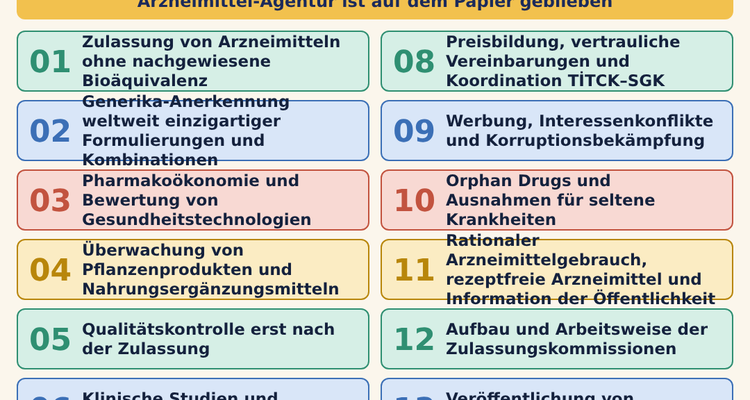 Arzneimittel-Agentur ist auf dem Papier geblieben
01
Zulassung von Arzneimitteln
ohne nachgewiesene
Bioäquivalenz
02
Generika-Anerkennung
weltweit einzigartiger
Formulierungen und
Kombinationen
03
Pharmakoökonomie und
Bewertung von
Gesundheitstechnologien
04
Überwachung von
Pflanzenprodukten und
Nahrungsergänzungsmitteln
05
Qualitätskontrolle erst nach
der Zulassung
Klinische Studien und
08
Preisbildung, vertrauliche
Vereinbarungen und
Koordination TİTCK–SGK
09
Werbung, Interessenkonflikte
und Korruptionsbekämpfung
10
Orphan Drugs und
Ausnahmen für seltene
Krankheiten
11
Rationaler
Arzneimittelgebrauch,
rezeptfreie Arzneimittel und
Information der Öffentlichkeit
12
Aufbau und Arbeitsweise der
Zulassungskommissionen
Veröffentlichung von